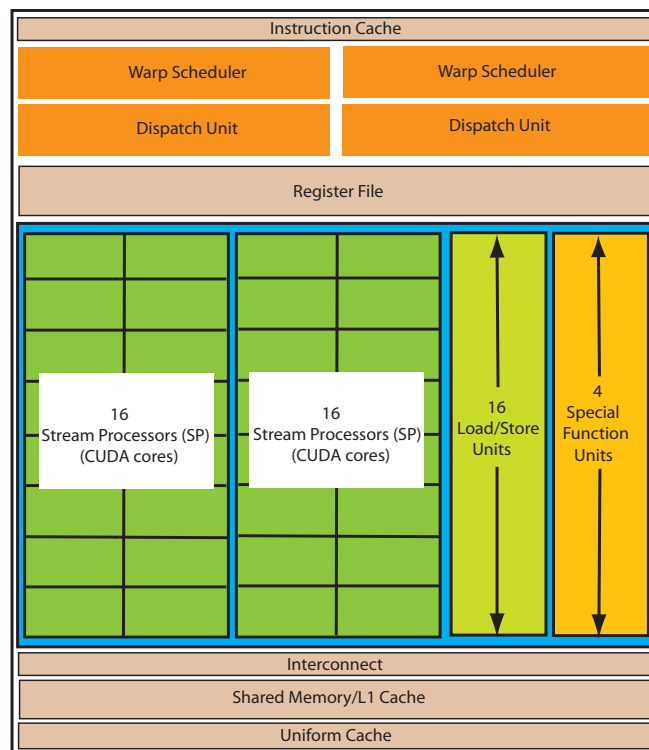 Instruction Cache
Warp Scheduler
Warp Scheduler
Dispatch Unit
Dispatch Unit
Register File
16
Stream Processors (SP)
(CUDA cores)
16
Stream Processors (SP)
(CUDA cores)
16
Load/Store
Units
4
Special
Function
Units
Interconnect
Shared Memory/L1 Cache
Uniform Cache